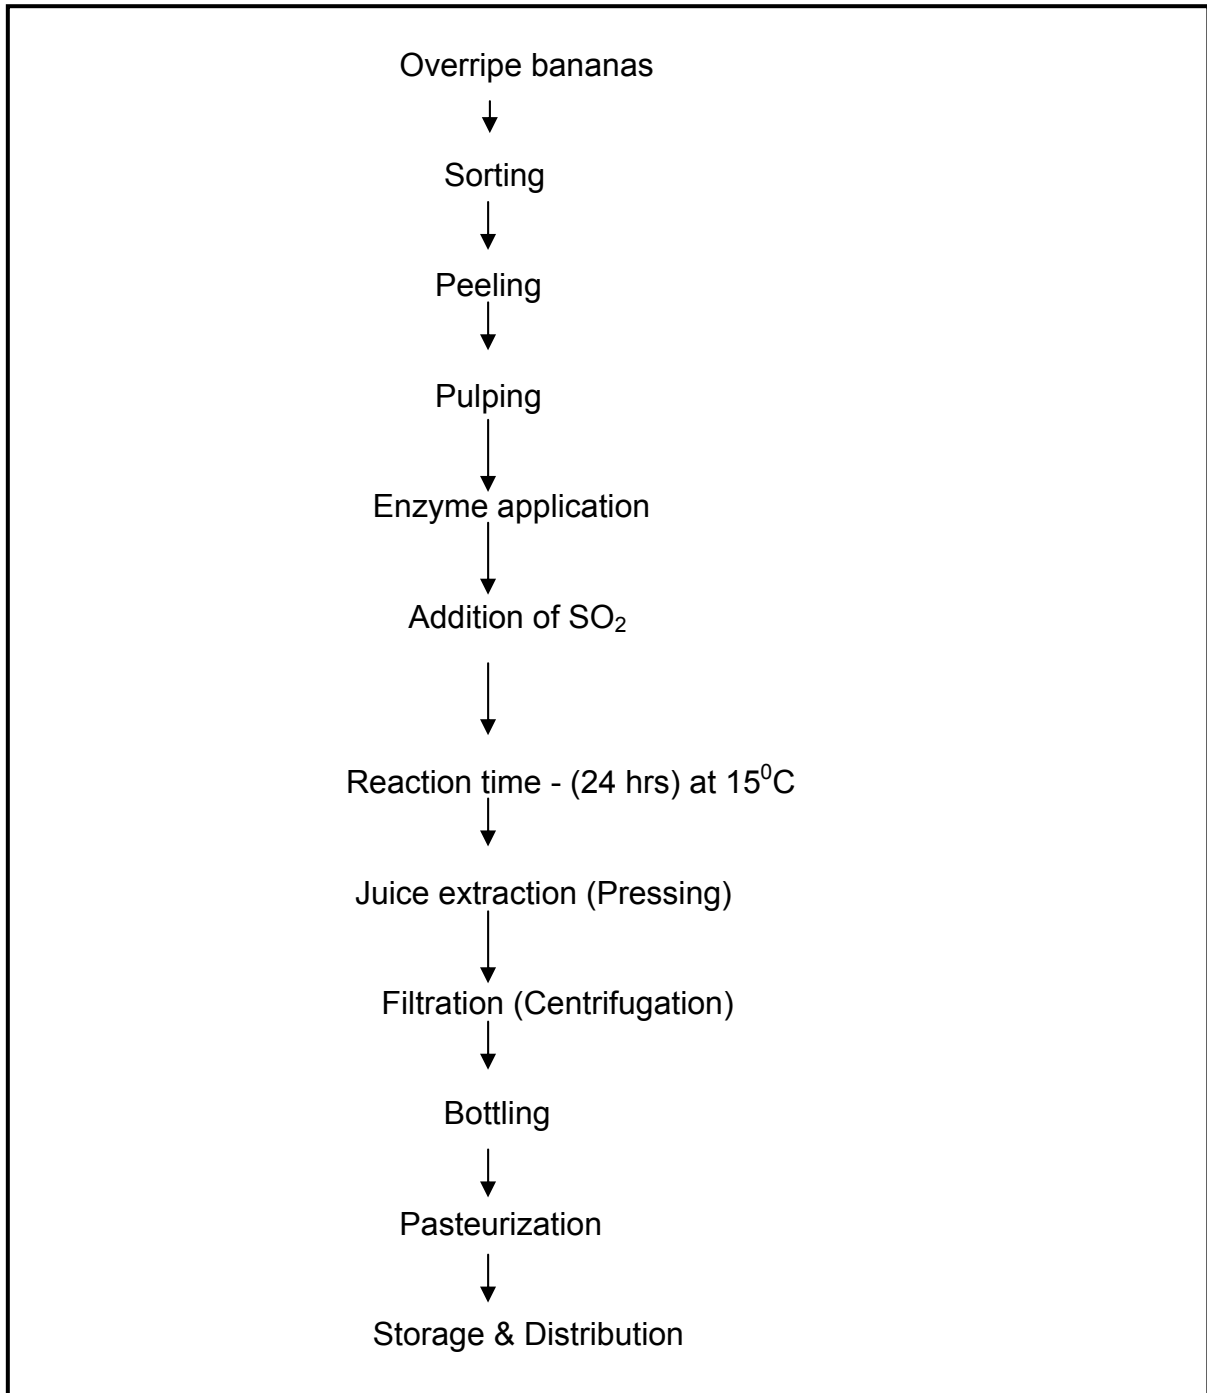 Overripe bananas
Sorting
Peeling
Pulping
Enzyme application
Addition of SO₂
Reaction time - (24 hrs) at 15⁰C
Juice extraction (Pressing)
Filtration (Centrifugation)
Bottling
Pasteurization
Storage & Distribution